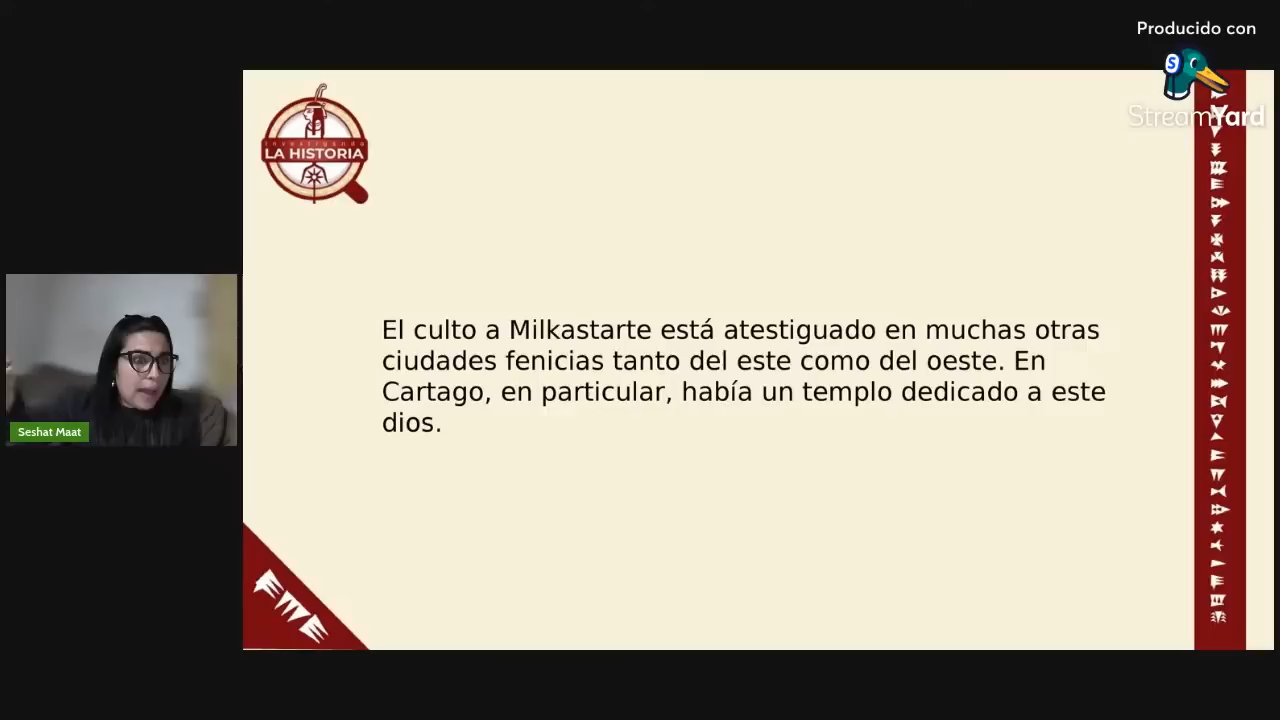 Producido con
StreamYard
Investigando
LA HISTORIA
El culto a Milkastarte está atestiguado en muchas otras
ciudades fenicias tanto del este como del oeste. En
Cartago, en particular, había un templo dedicado a este
dios.
Seshat Maat